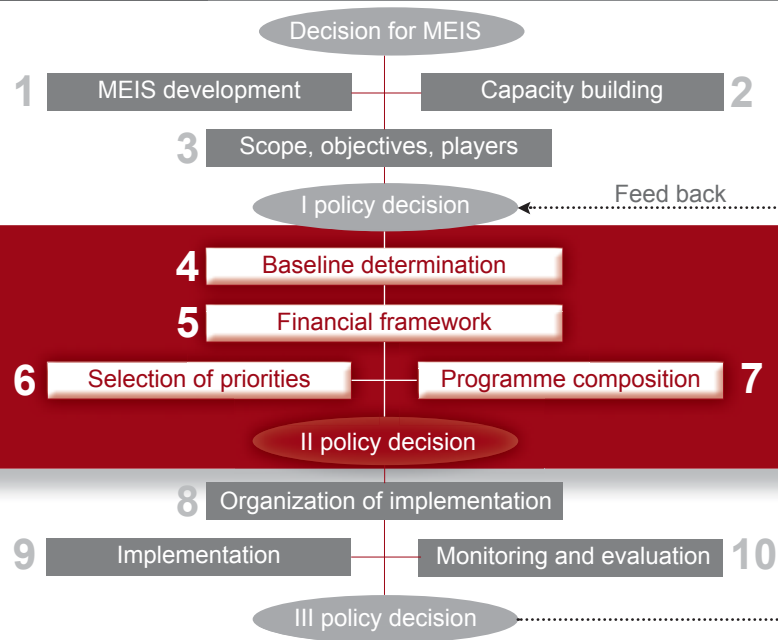 Decision for MEIS
1 MEIS development
Capacity building 2
3 Scope, objectives, players
I policy decision
Feed back
4 Baseline determination
5 Financial framework
6 Selection of priorities
Programme composition 7
II policy decision
8 Organization of implementation
9 Implementation
Monitoring and evaluation 10
III policy decision